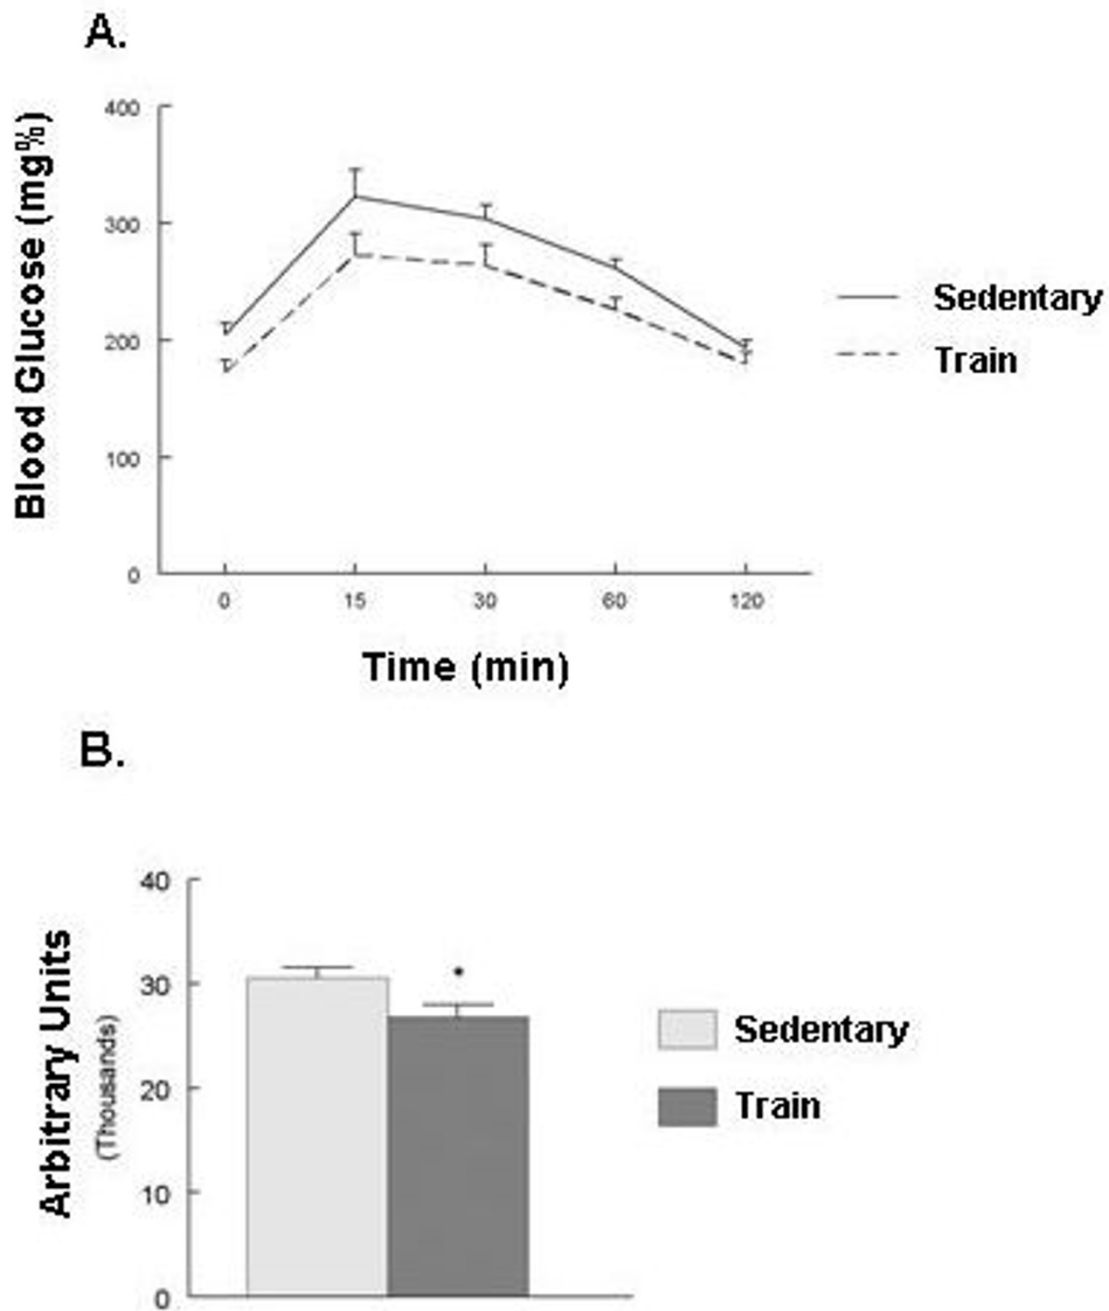 A.
Blood Glucose (mg%)
400
300
200
100
0
0 15 30 60 120
Time (min)
Sedentary
Train
B.
Arbitrary Units
(Thousands)
40
30
20
10
0
Sedentary
Train